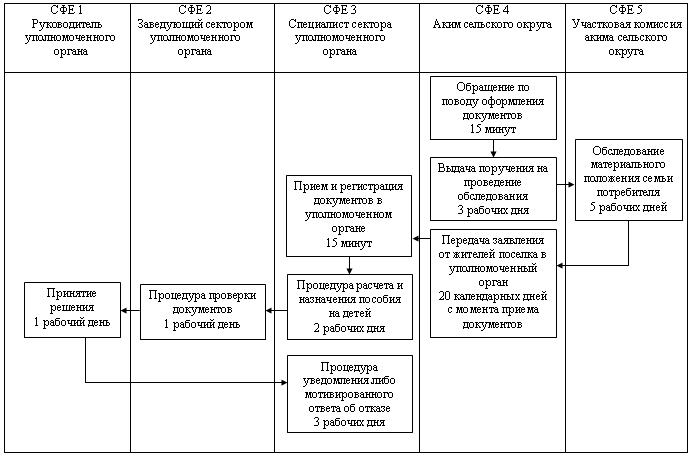 СФЕ 1
Руководитель
уполномоченного
органа
СФЕ 2
Заведующий сектором
уполномоченного
органа
СФЕ 3
Специалист сектора
уполномоченного
органа
СФЕ 4
Аким сельского округа
СФЕ 5
Участковая комиссия
акима сельского
округа
Обращение по
поводу оформления
документов
15 минут
Выдача поручения на
проведение
обследования
3 рабочих дня
Обследование
материального
положения семьи
потребителя
5 рабочих дней
Передача заявления
от жителей поселка в
уполномоченный
орган
20 календарных дней
с момента приема
документов
Прием и регистрация
документов в
уполномоченном
органе
15 минут
Процедура расчета и
назначения пособия
на детей
2 рабочих дня
Процедура проверки
документов
1 рабочий день
Принятие
решения
1 рабочий день
Процедура
уведомления либо
мотивированного
ответа об отказе
3 рабочих дня